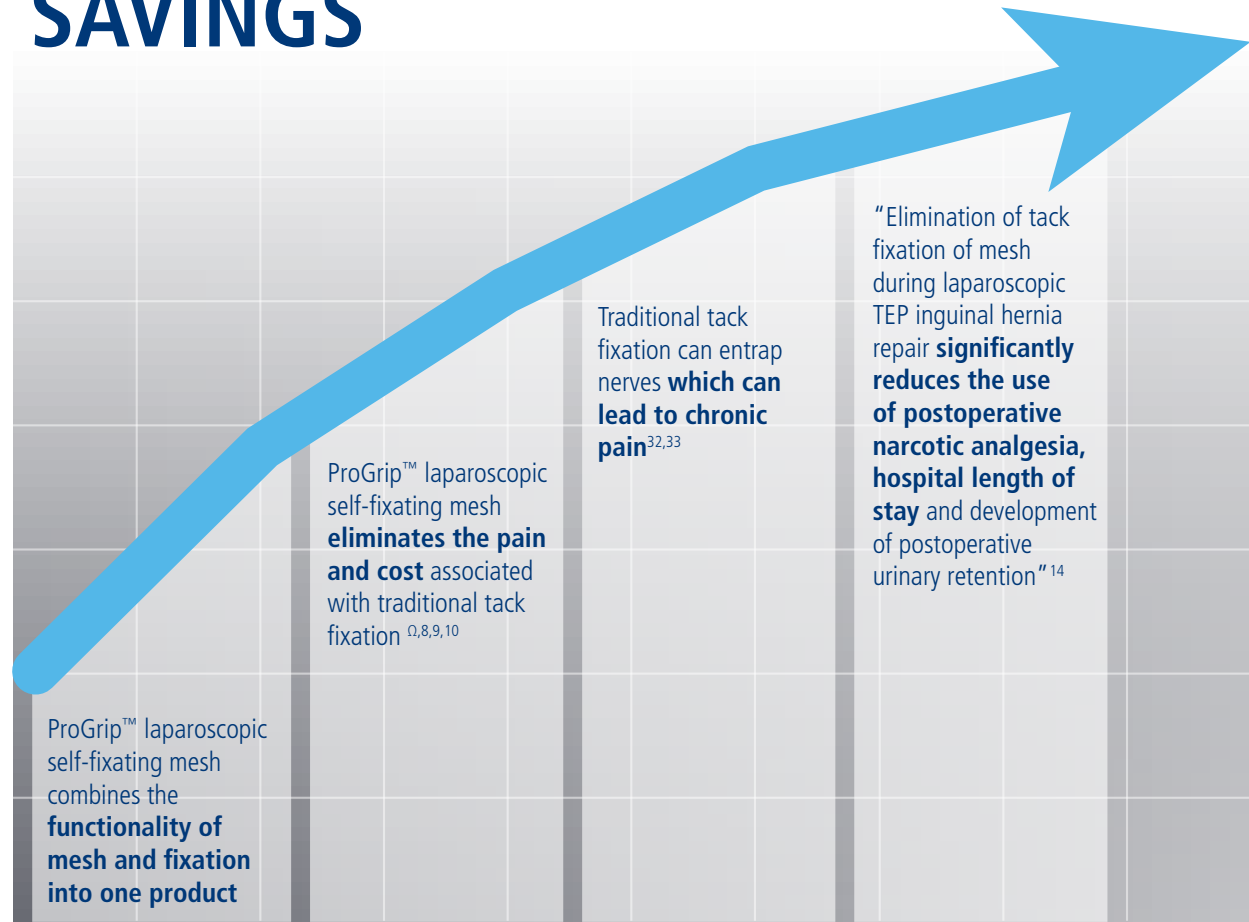 SAVINGS
ProGrip™ laparoscopic
self-fixating mesh
combines the
functionality of
mesh and fixation
into one product
ProGrip™ laparoscopic
self-fixating mesh
eliminates the pain
and cost associated
with traditional tack
fixation Ω,8,9,10
Traditional tack
fixation can entrap
nerves which can
lead to chronic
pain32,33
"Elimination of tack
fixation of mesh
during laparoscopic
TEP inguinal hernia
repair significantly
reduces the use
of postoperative
narcotic analgesia,
hospital length of
stay and development
of postoperative
urinary retention" 14